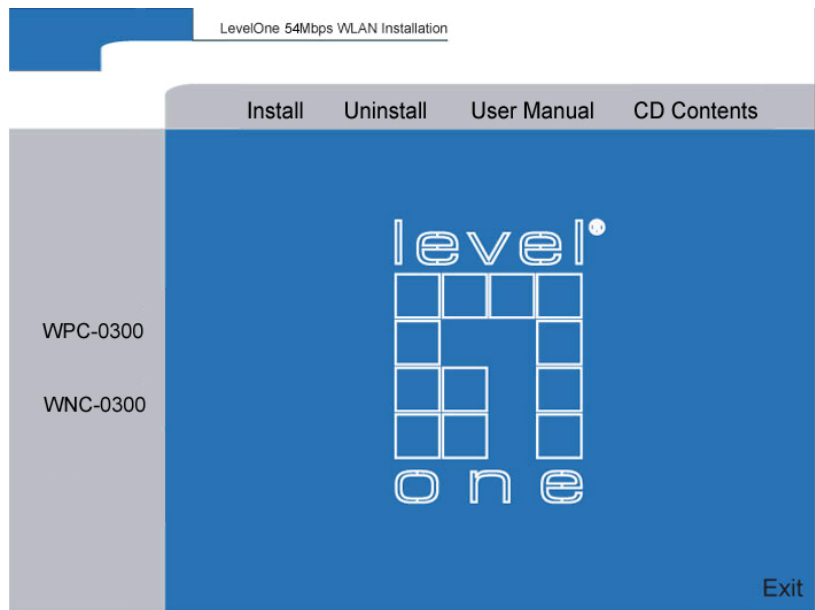 LevelOne 54Mbps WLAN Installation
Install Uninstall User Manual CD Contents
level®
one
WPC-0300
WNC-0300
Exit